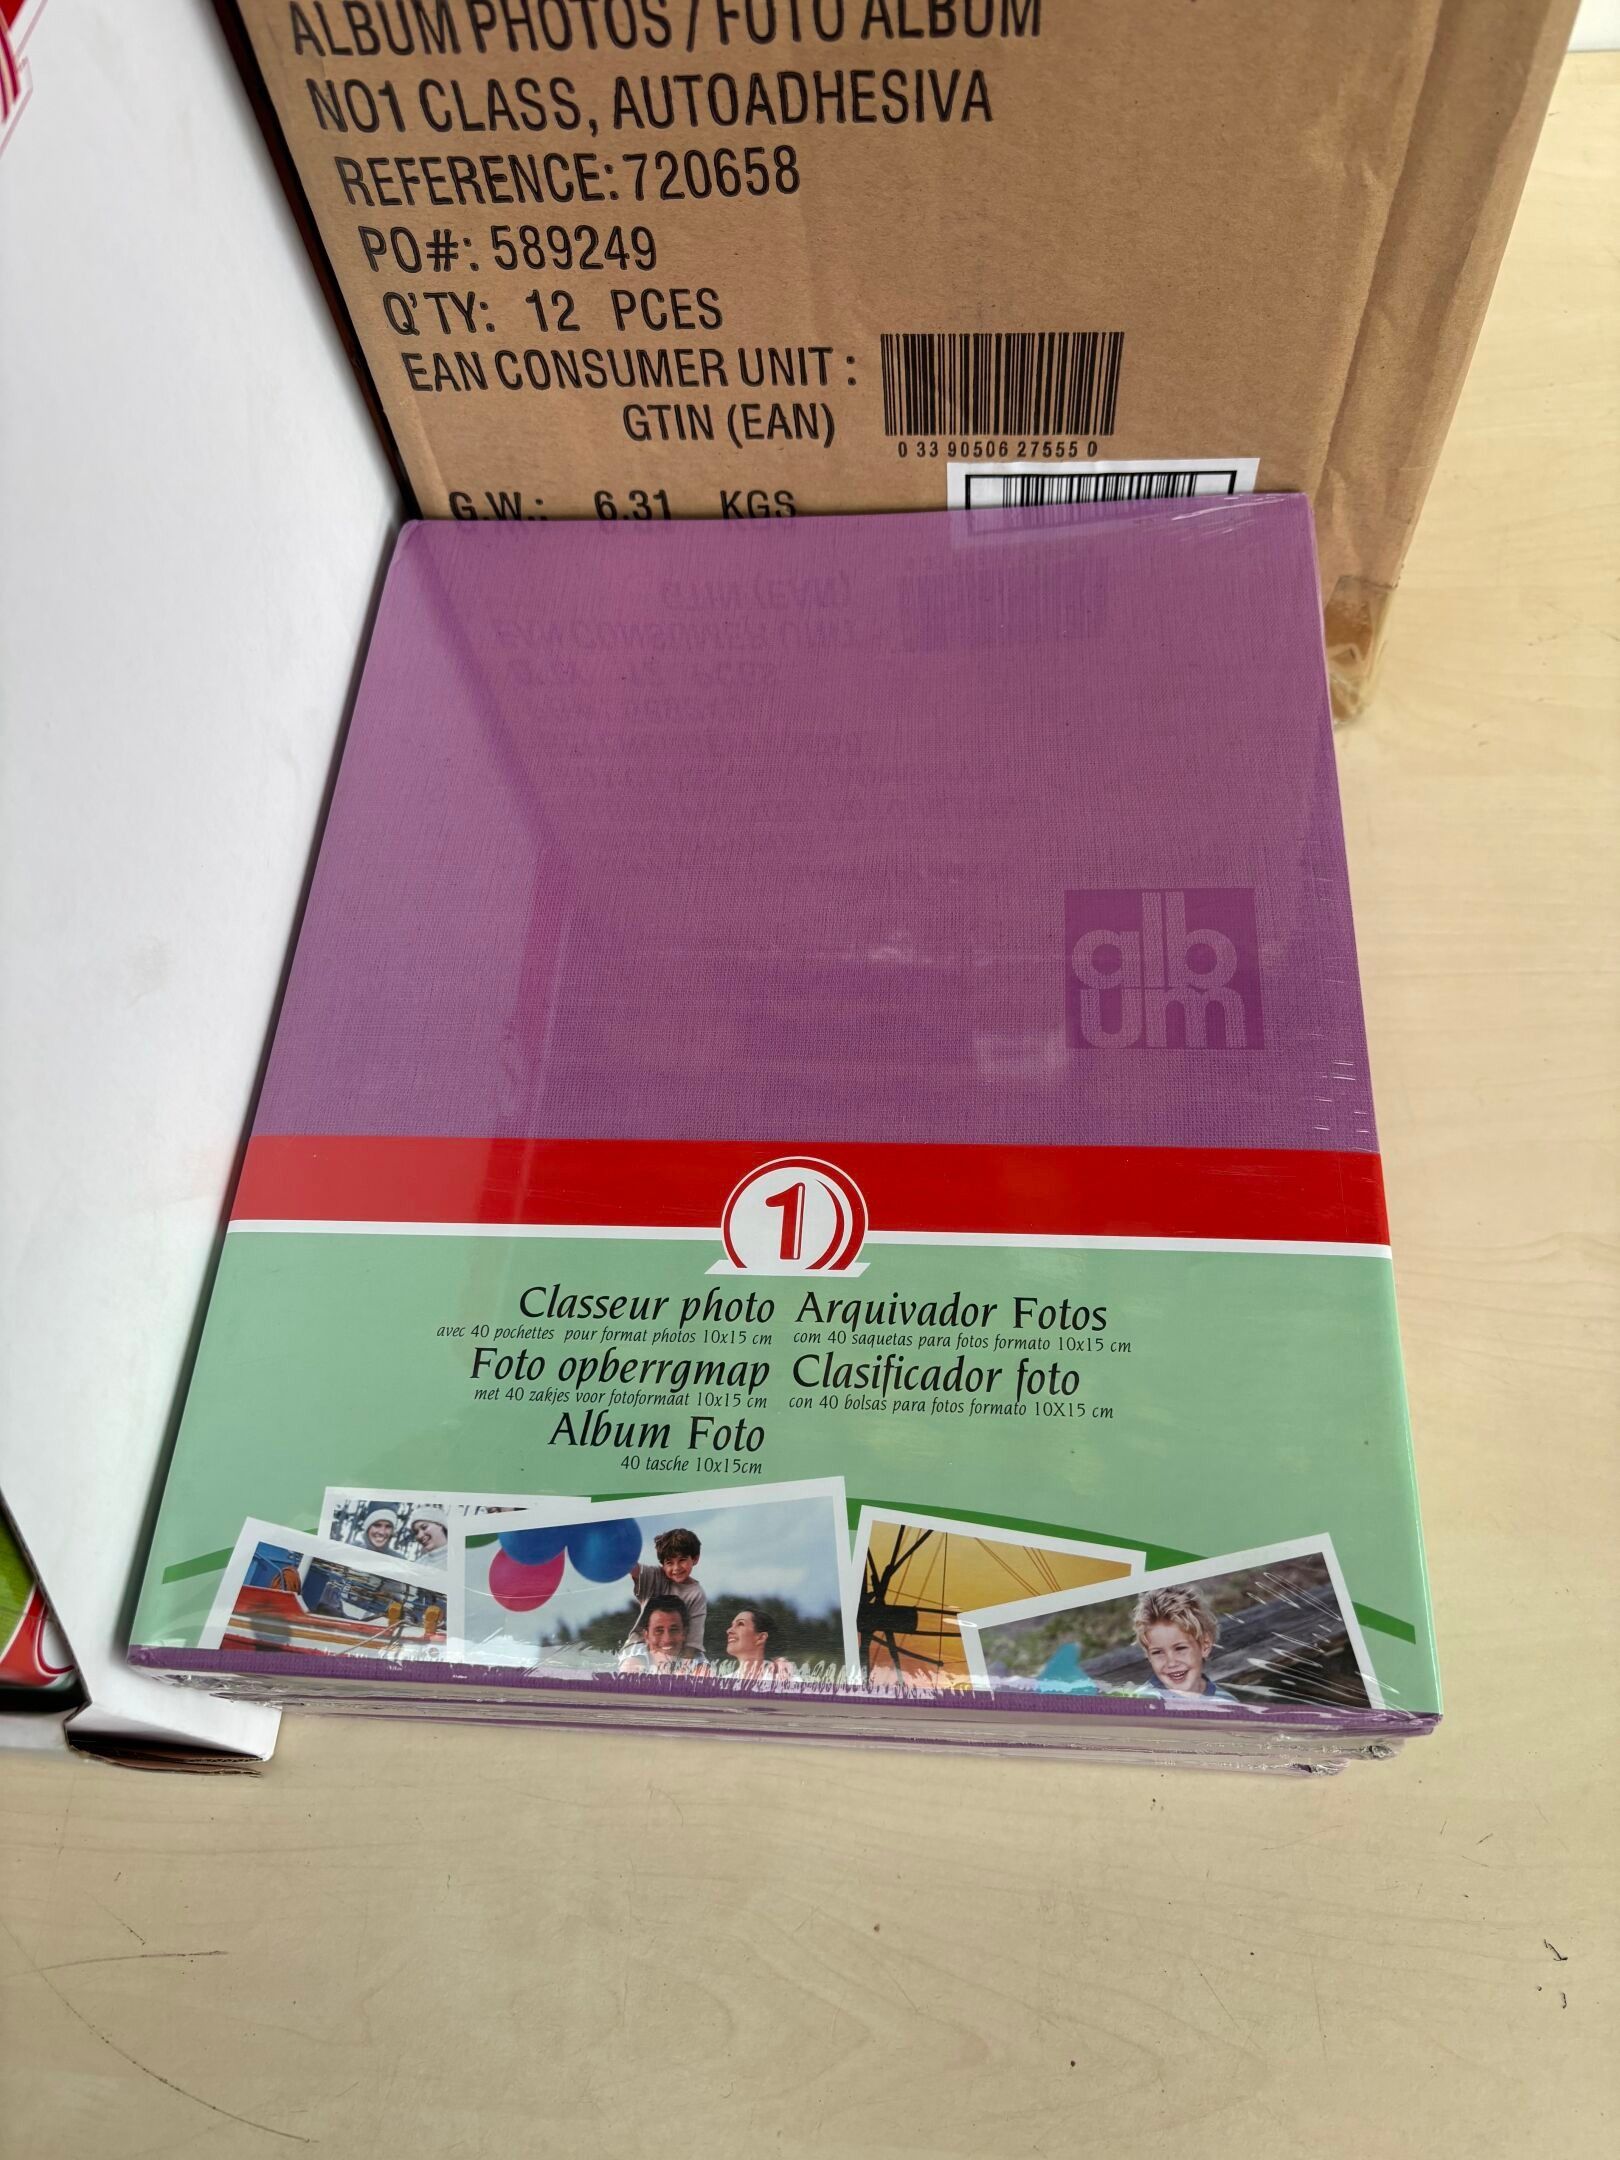 ALBUM PHOTOS / FOTO ALBUM
NO1 CLASS, AUTOADHESIVA
REFERENCE: 720658
PO#: 589249
Q'TY: 12 PCES
EAN CONSUMER UNIT :
GTIN (EAN)
0 33 90506 27555 0
G.W.: 6.31 KGS
album
1
Classeur photo
avec 40 pochettes pour format photos 10x15 cm
Foto opberrgmap
met 40 zakjes voor fotoformaat 10x15 cm
Album Foto
40 tasche 10x15cm
Arquivador Fotos
com 40 saquetas para fotos formato 10x15 cm
Clasificador foto
con 40 bolsas para fotos formato 10X15 cm